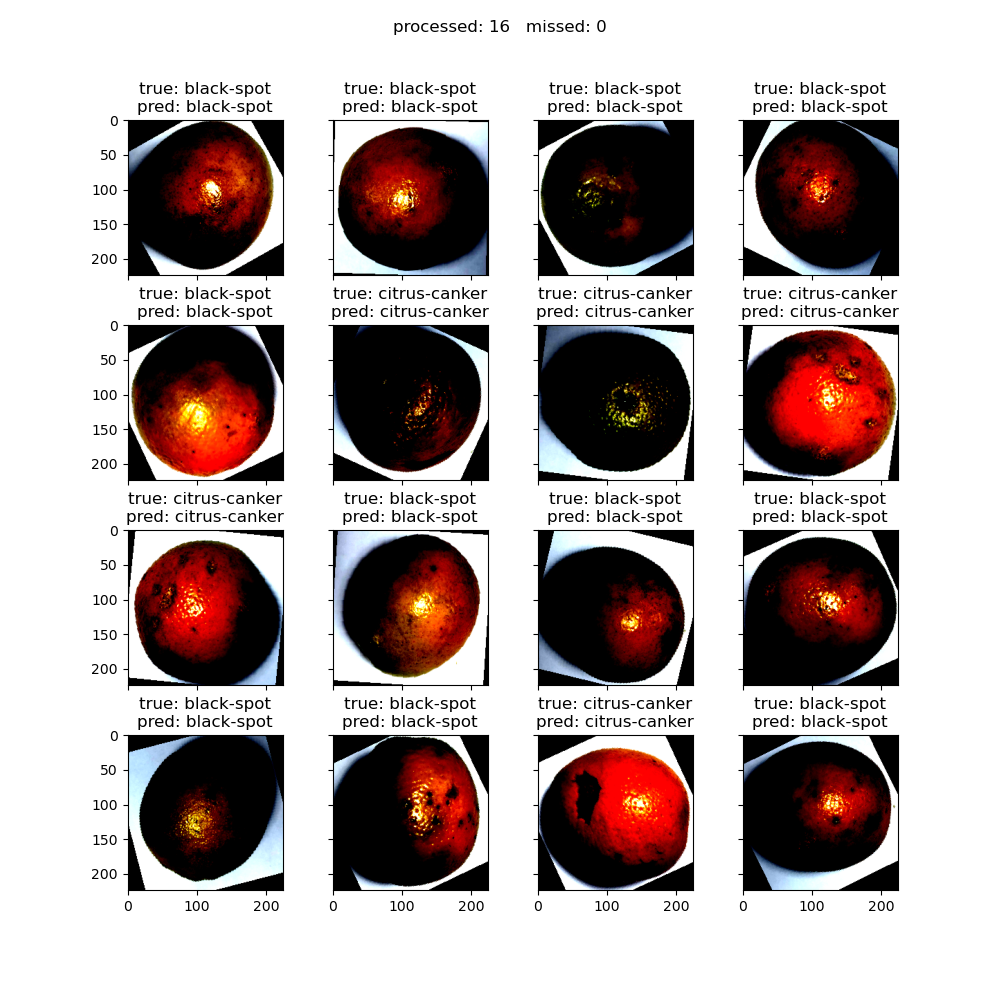 processed: 16   missed: 0
true: black-spot
pred: black-spot
true: black-spot
pred: black-spot
true: black-spot
pred: black-spot
true: black-spot
pred: black-spot
0
50
100
150
200
true: black-spot
pred: black-spot
true: citrus-canker
pred: citrus-canker
true: citrus-canker
pred: citrus-canker
true: citrus-canker
pred: citrus-canker
0
50
100
150
200
true: citrus-canker
pred: citrus-canker
true: black-spot
pred: black-spot
true: black-spot
pred: black-spot
true: black-spot
pred: black-spot
0
50
100
150
200
true: black-spot
pred: black-spot
true: black-spot
pred: black-spot
true: citrus-canker
pred: citrus-canker
true: black-spot
pred: black-spot
0
50
100
150
200
0 100 200
0 100 200
0 100 200
0 100 200